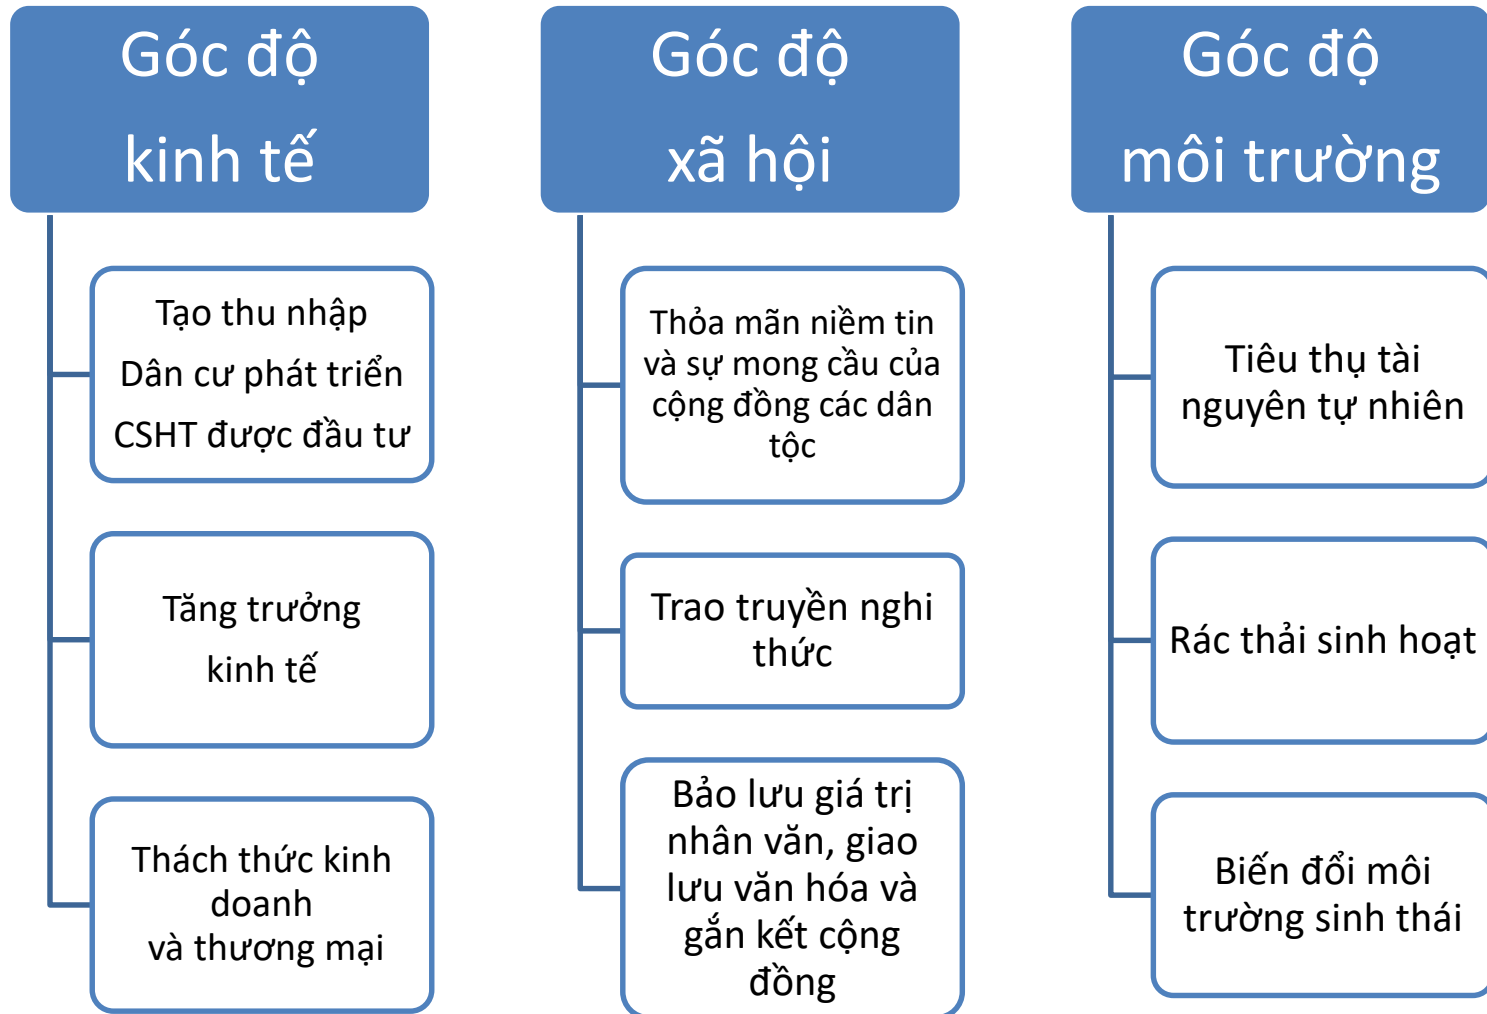 Góc độ
kinh tế
Tạo thu nhập
Dân cư phát triển
CSHT được đầu tư
Tăng trưởng
kinh tế
Thách thức kinh
doanh
và thương mại
Góc độ
xã hội
Thỏa mãn niềm tin
và sự mong cầu của
cộng đồng các dân
tộc
Trao truyền nghi
thức
Bảo lưu giá trị
nhân văn, giao
lưu văn hóa và
gắn kết cộng
đồng
Góc độ
môi trường
Tiêu thụ tài
nguyên tự nhiên
Rác thải sinh hoạt
Biến đổi môi
trường sinh thái